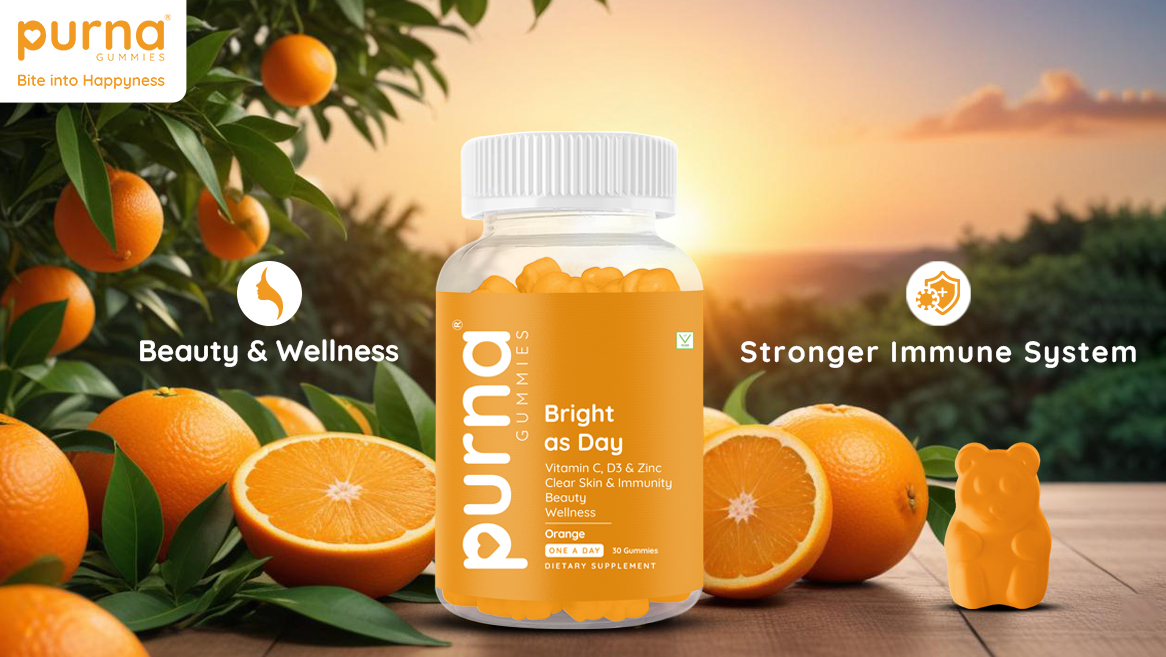 purna®
GUMMIES
Bite into Happyness
Beauty & Wellness
Stronger Immune System
purna®
GUMMIES
Bright
as Day
Vitamin C, D3 & Zinc
Clear Skin & Immunity
Beauty
Wellness
Orange
ONE A DAY 30 Gummies
DIETARY SUPPLEMENT